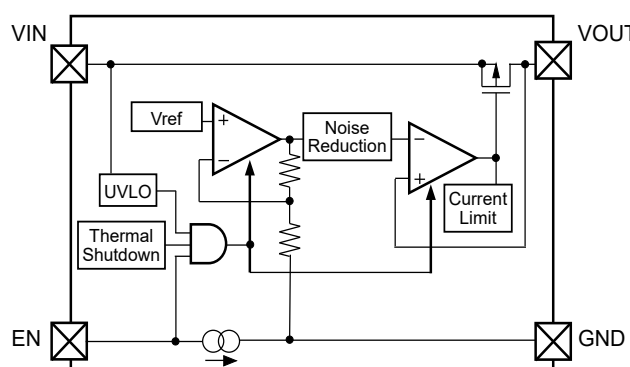 VIN
VOUT
Vref
+
−
Noise
Reduction
−
+
UVLO
Current
Limit
Thermal
Shutdown
EN
GND